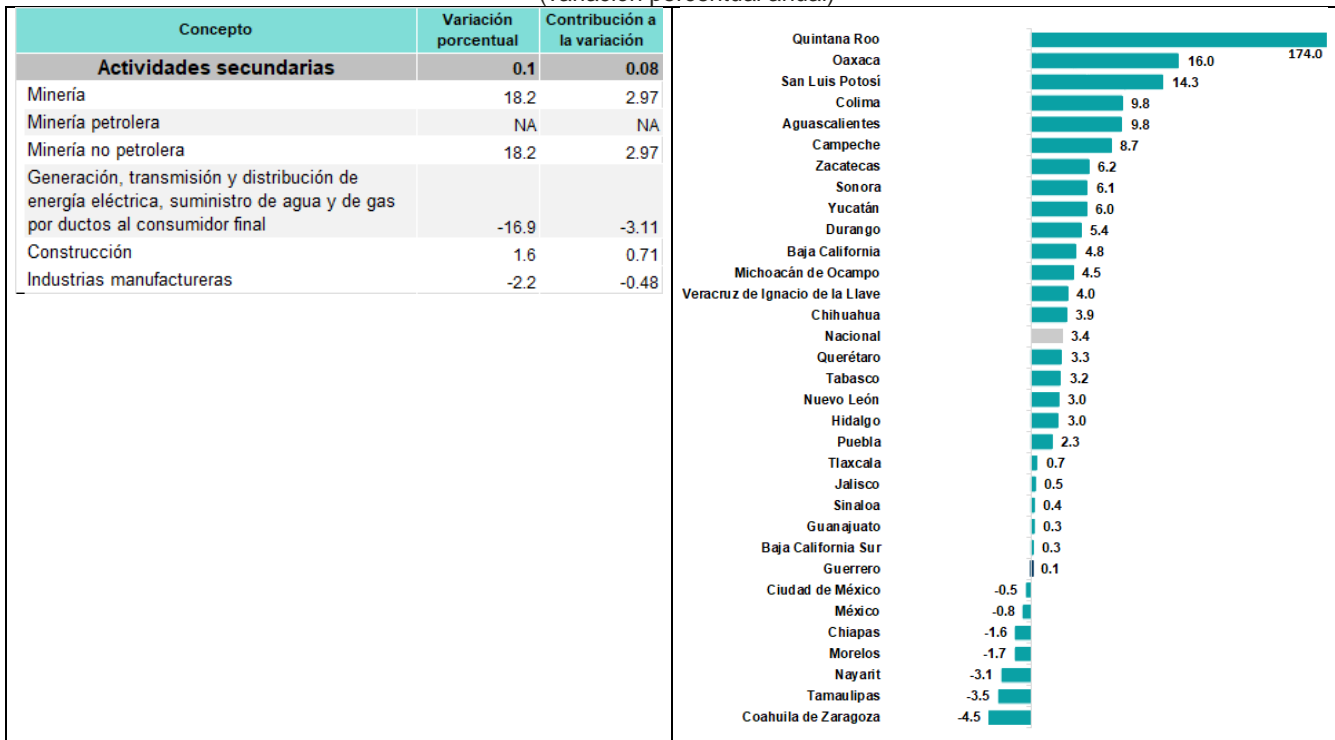 (variación porcentual anual)
Concepto Variación porcentual Contribución a la variación
Actividades secundarias 0.1 0.08
Minería 18.2 2.97
Minería petrolera NA NA
Minería no petrolera 18.2 2.97
Generación, transmisión y distribución de
energía eléctrica, suministro de agua y de gas
por ductos al consumidor final -16.9 -3.11
Construcción 1.6 0.71
Industrias manufactureras -2.2 -0.48
Quintana Roo 174.0
Oaxaca 16.0
San Luis Potosí 14.3
Colima 9.8
Aguascalientes 9.8
Campeche 8.7
Zacatecas 6.2
Sonora 6.1
Yucatán 6.0
Durango 5.4
Baja California 4.8
Michoacán de Ocampo 4.5
Veracruz de Ignacio de la Llave 4.0
Chihuahua 3.9
Nacional 3.4
Querétaro 3.3
Tabasco 3.2
Nuevo León 3.0
Hidalgo 3.0
Puebla 2.3
Tlaxcala 0.7
Jalisco 0.5
Sinaloa 0.4
Guanajuato 0.3
Baja California Sur 0.3
Guerrero 0.1
Ciudad de México -0.5
México -0.8
Chiapas -1.6
Morelos -1.7
Nayarit -3.1
Tamaulipas -3.5
Coahuila de Zaragoza -4.5